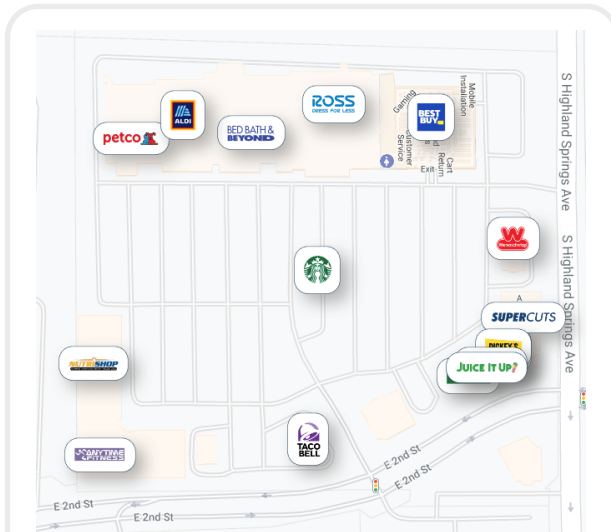 ROSS
DRESS FOR LESS
Gaming
Mobile
Installation
BEST
BUY
ALDI
petco
BED BATH &
BEYOND
Customer
Service
Cart
Return
Exit
S Highland Springs Ave
W
Wienerschnitzel
S Highland Springs Ave
A
SUPERCUTS
DICKEY'S
JUICE IT UP!
NUTRISHOP
TACO
BELL
ANYTIME
FITNESS
E 2nd St
E 2nd St
E 2nd St
E 2nd St